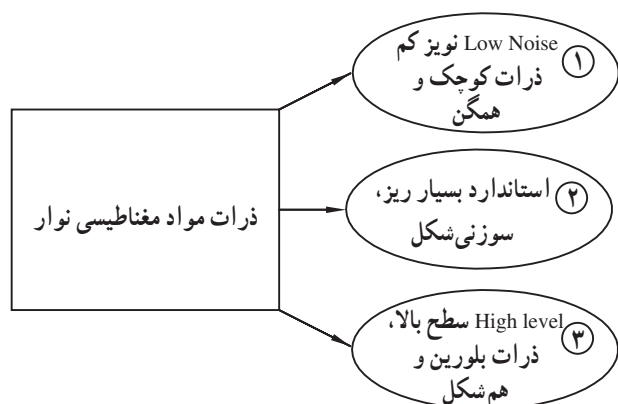 ذرات مواد مغناطیسی نوار
۱ Low Noise نویز کم
ذرات کوچک و
همگن
۲ استاندارد بسیار ریز،
سوزنی‌شکل
۳ High level سطح بالا،
ذرات بلورین و
هم‌شکل